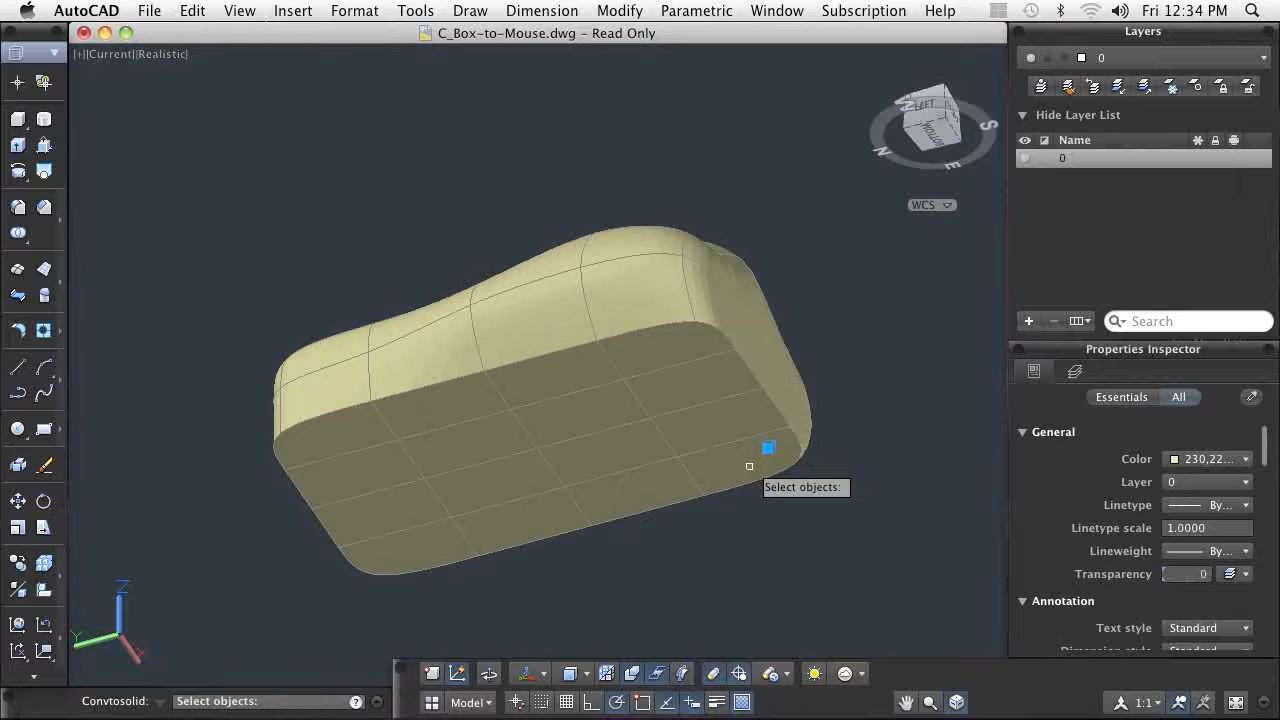 AutoCAD File Edit View Insert Format Tools Draw Dimension Modify Parametric Window Subscription Help Fri 12:34 PM
C_Box-to-Mouse.dwg - Read Only
[+][Current][Realistic]
Layers
0
Hide Layer List
Name
0
LEFT
BOTTOM
W
S
N
E
WCS
Search
Properties Inspector
Essentials All
General
Color 230,22...
Layer 0
Linetype By...
Linetype scale 1.0000
Lineweight By...
Transparency 0
Annotation
Text style Standard
Standard
Select objects:
Z
Y
X
Convtosolid: Select objects: ?
Model
1:1